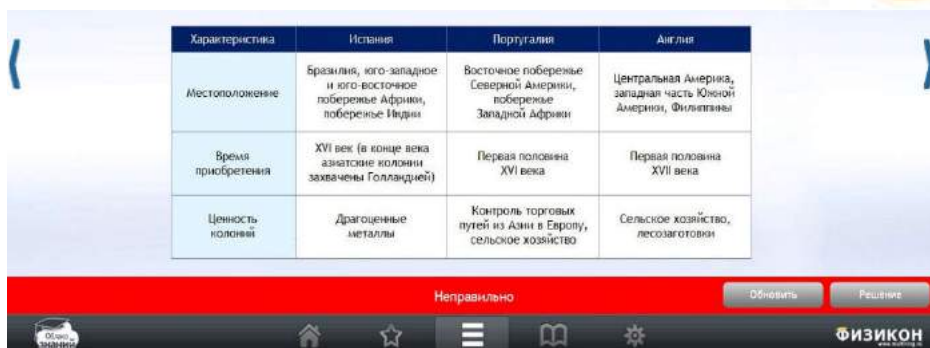 Характеристика Испания Португалия Англия
Местоположение
Бразилия, юго-западное
и юго-восточное
побережье Африки,
побережье Индии
Восточное побережье
Северной Америки,
побережье
Западной Африки
Центральная Америка,
западная часть Южной
Америки, Филиппины
Время
приобретения
XVI век (в конце века
азиатские колонии
захвачены Голландией)
Первая половина
XVI века
Первая половина
XVII века
Ценность
колоний
Драгоценные
металлы
Контроль торговых
путей из Азии в Европу,
сельское хозяйство
Сельское хозяйство,
лесозаготовки
Неправильно
Обновить
Решение
Облако
знаний
ФИЗИКОН